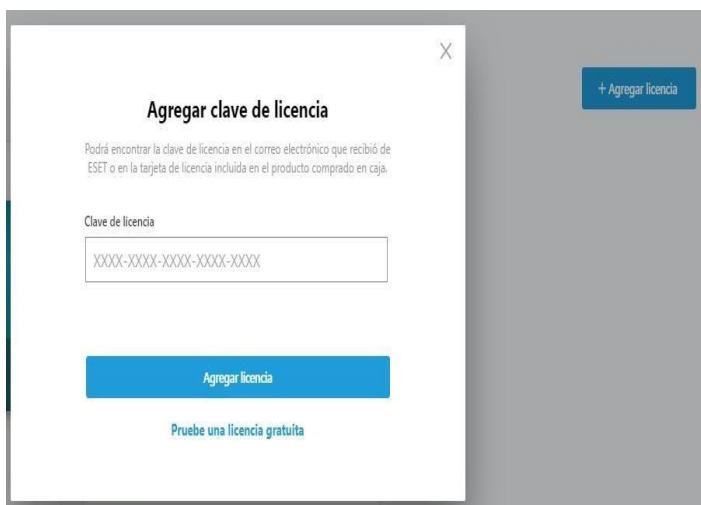 X
+ Agregar licencia
Agregar clave de licencia
Podrá encontrar la clave de licencia en el correo electrónico que recibió de
ESET o en la tarjeta de licencia incluida en el producto comprado en caja.
Clave de licencia
XXXX-XXXX-XXXX-XXXX-XXXX
Agregar licencia
Pruebe una licencia gratuita